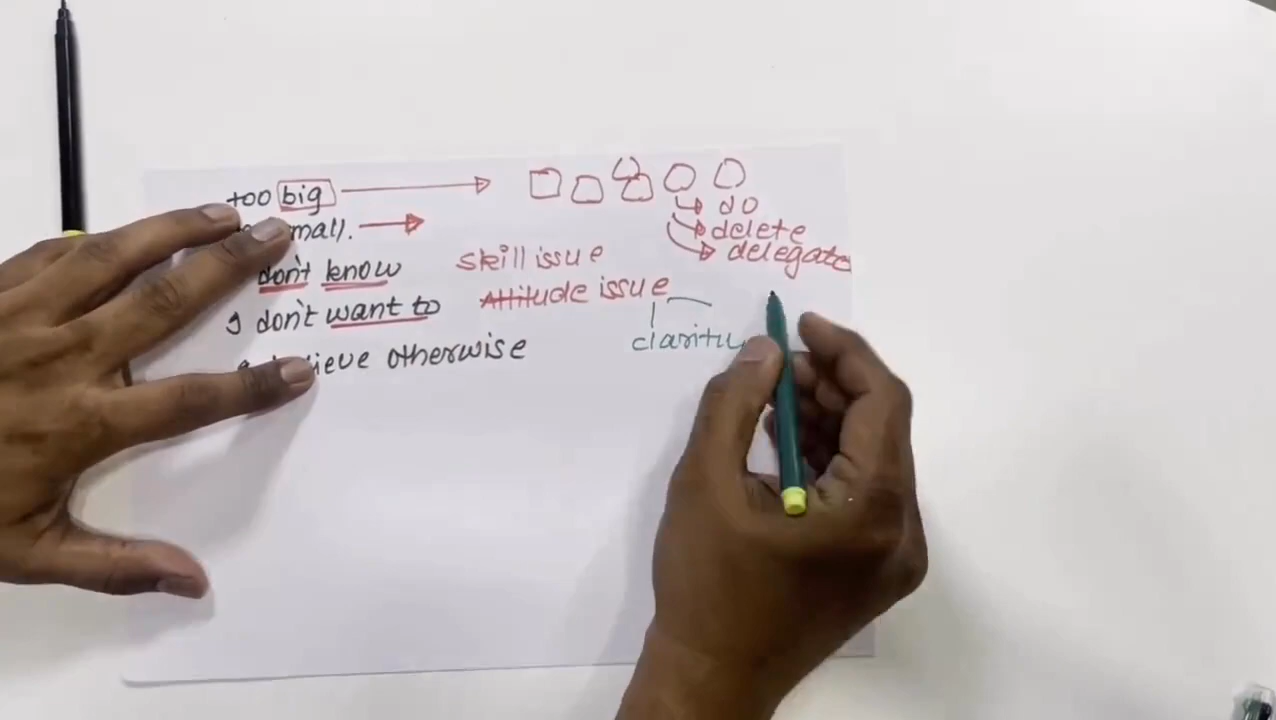 too big
small.
don't know skill issue
I don't want to Attitude issue
otherwise
do
delete
delegate
clarity